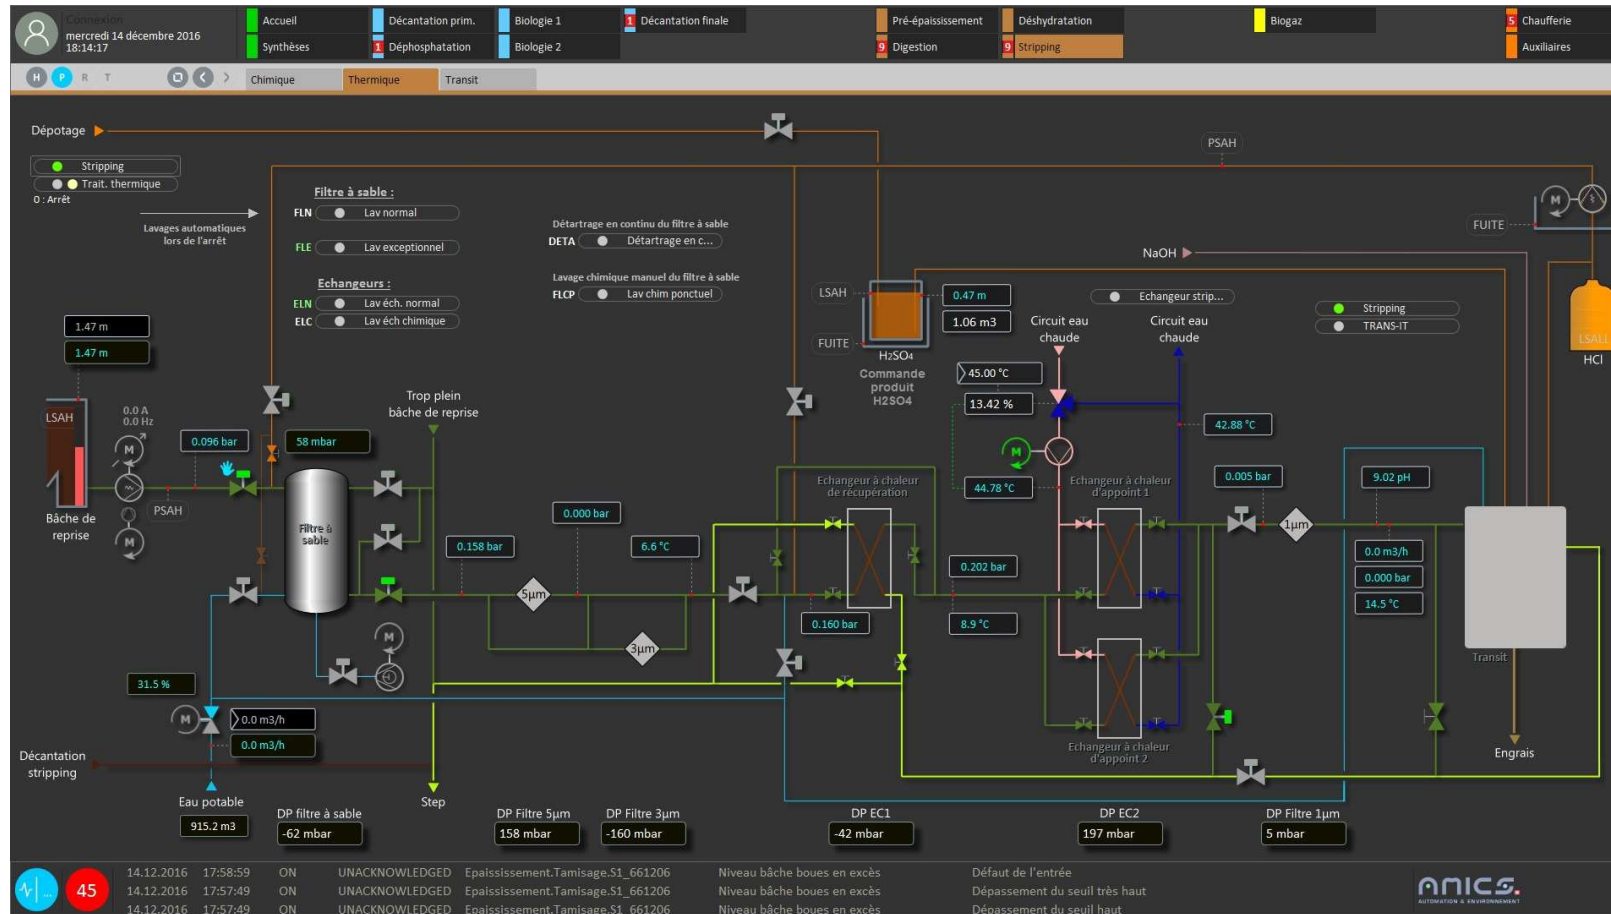 Connexion
mercredi 14 décembre 2016
18:14:17
Accueil
Synthèses
Décantation prim.
1 Déphosphatation
Biologie 1
Biologie 2
1 Décantation finale
Pré-épaississement
9 Digestion
Déshydratation
9 Stripping
Biogaz
5 Chaufferie
Auxiliaires
H P R T
Chimique
Thermique
Transit
Dépotage
Stripping
Trait. thermique
0 : Arrêt
Lavages automatiques
lors de l'arrêt
Filtre à sable :
FLN Lav normal
FLE Lav exceptionnel
Echangeurs :
ELN Lav éch. normal
ELC Lav éch chimique
Détartrage en continu du filtre à sable
DETA Détartrage en c...
Lavage chimique manuel du filtre à sable
FLCP Lav chim ponctuel
PSAH
M
FUITE
LSALL
HCl
NaOH
LSAH
FUITE
0.47 m
1.06 m3
H2SO4
Commande
produit
H2SO4
Echangeur strip...
Circuit eau
chaude
Circuit eau
chaude
Stripping
TRANS-IT
45.00 °C
13.42 %
M
44.78 °C
42.88 °C
1.47 m
1.47 m
LSAH
Bâche de
reprise
0.0 A
0.0 Hz
M
M
PSAH
0.096 bar
58 mbar
Filtre à
sable
Trop plein
bâche de reprise
0.158 bar
0.000 bar
6.6 °C
5µm
3µm
M
0.160 bar
Echangeur à chaleur
de récupération
0.202 bar
8.9 °C
Echangeur à chaleur
d'appoint 1
Echangeur à chaleur
d'appoint 2
0.005 bar
1µm
9.02 pH
0.0 m3/h
0.000 bar
14.5 °C
Transit
Engrais
31.5 %
M
0.0 m3/h
0.0 m3/h
Décantation
stripping
Eau potable
915.2 m3
Step
DP filtre à sable
-62 mbar
DP Filtre 5µm
158 mbar
DP Filtre 3µm
-160 mbar
DP EC1
-42 mbar
DP EC2
197 mbar
DP Filtre 1µm
5 mbar
...
45
14.12.2016 17:58:59 ON UNACKNOWLEDGED Epaississement.Tamisage.S1_661206 Niveau bâche boues en excès Défaut de l'entrée
14.12.2016 17:57:49 ON UNACKNOWLEDGED Epaississement.Tamisage.S1_661206 Niveau bâche boues en excès Dépassement du seuil très haut
14.12.2016 17:57:49 ON UNACKNOWLEDGED Epaississement.Tamisage.S1_661206 Niveau bâche boues en excès Dépassement du seuil haut
ANICS.
AUTOMATION & ENVIRONNEMENT